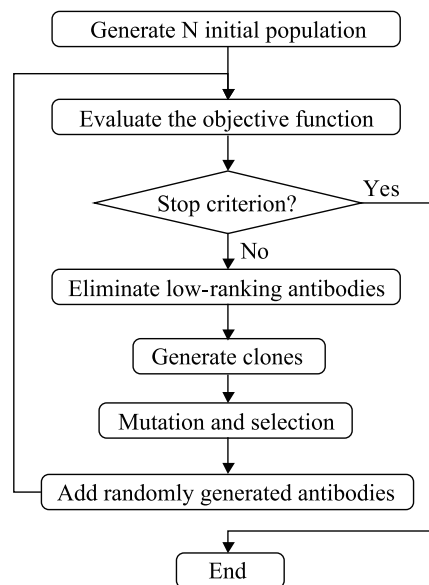 Generate N initial population
Evaluate the objective function
Stop criterion?
Yes
No
Eliminate low-ranking antibodies
Generate clones
Mutation and selection
Add randomly generated antibodies
End